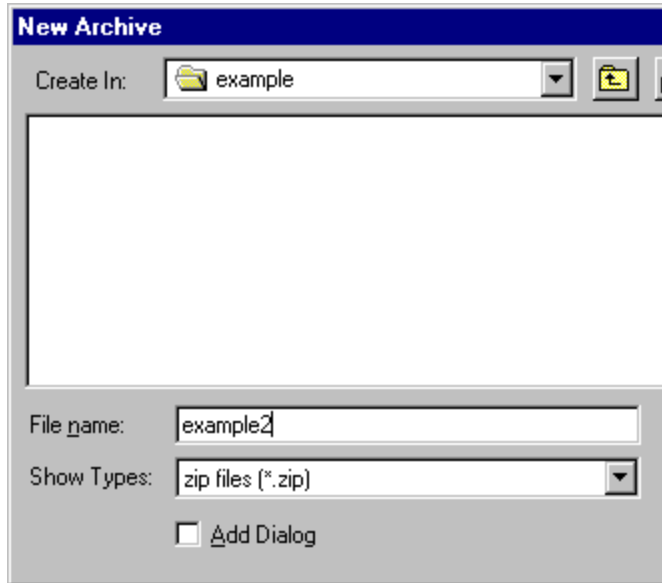 New Archive
Create In: example
File name: example2
Show Types: zip files (*.zip)
Add Dialog